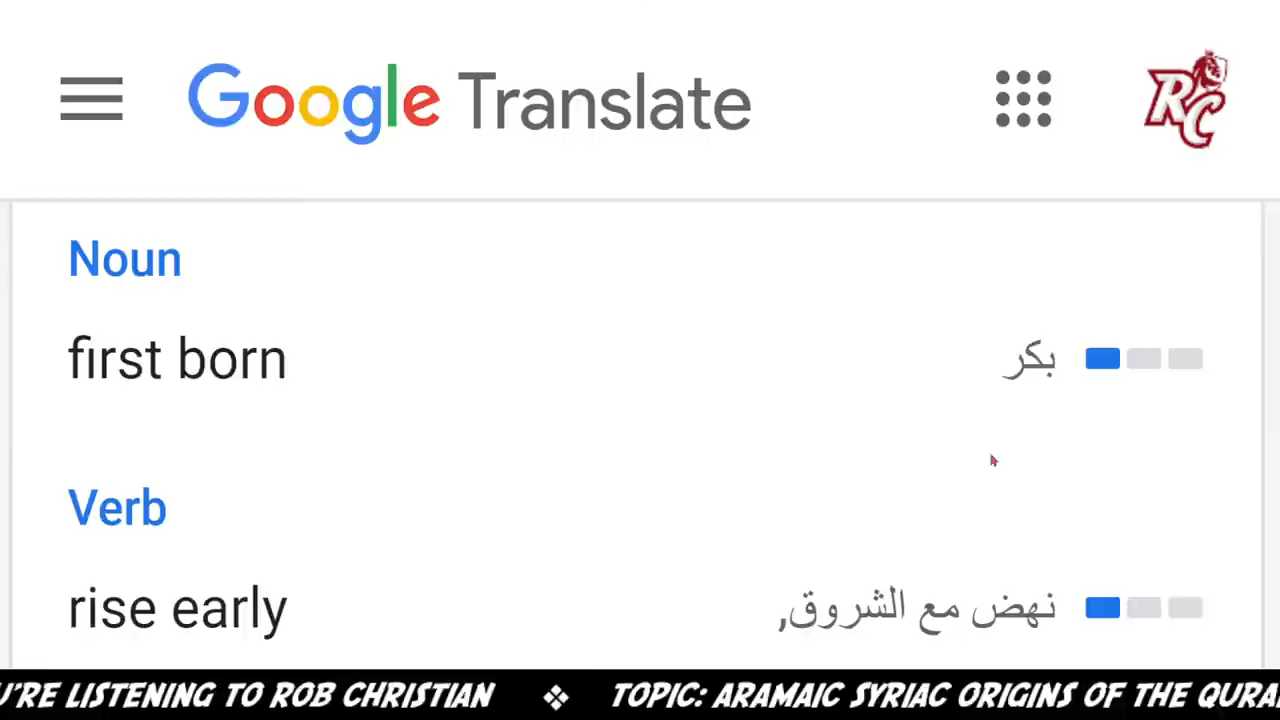 Google Translate
RC
Noun
first born بكر
Verb
rise early نهض مع الشروق,
U'RE LISTENING TO ROB CHRISTIAN ❖ TOPIC: ARAMAIC SYRIAC ORIGINS OF THE QURA